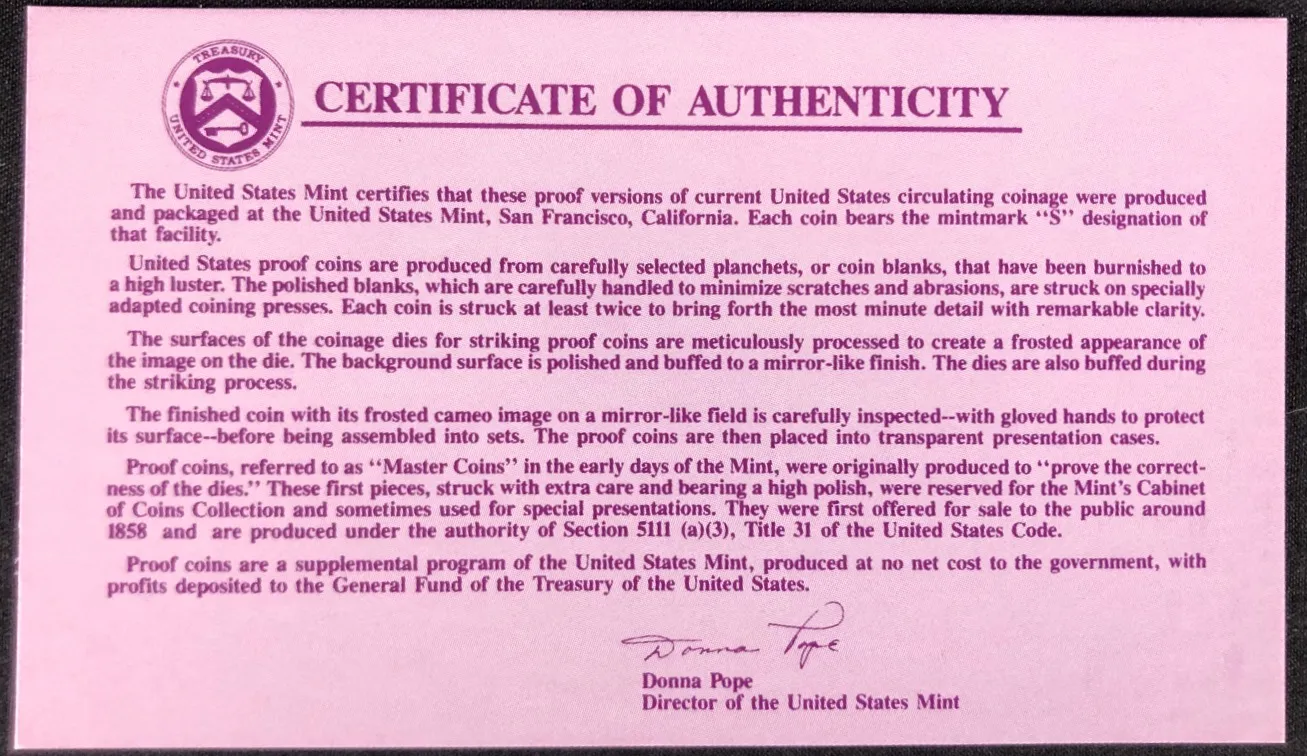 TREASURY
UNITED STATES MINT
CERTIFICATE OF AUTHENTICITY
The United States Mint certifies that these proof versions of current United States circulating coinage were produced
and packaged at the United States Mint, San Francisco, California. Each coin bears the mintmark “S” designation of
that facility.
United States proof coins are produced from carefully selected planchets, or coin blanks, that have been burnished to
a high luster. The polished blanks, which are carefully handled to minimize scratches and abrasions, are struck on specially
adapted coining presses. Each coin is struck at least twice to bring forth the most minute detail with remarkable clarity.
The surfaces of the coinage dies for striking proof coins are meticulously processed to create a frosted appearance of
the image on the die. The background surface is polished and buffed to a mirror-like finish. The dies are also buffed during
the striking process.
The finished coin with its frosted cameo image on a mirror-like field is carefully inspected--with gloved hands to protect
its surface--before being assembled into sets. The proof coins are then placed into transparent presentation cases.
Proof coins, referred to as “Master Coins” in the early days of the Mint, were originally produced to “prove the correct-
ness of the dies.” These first pieces, struck with extra care and bearing a high polish, were reserved for the Mint’s Cabinet
of Coins Collection and sometimes used for special presentations. They were first offered for sale to the public around
1858 and are produced under the authority of Section 5111 (a)(3), Title 31 of the United States Code.
Proof coins are a supplemental program of the United States Mint, produced at no net cost to the government, with
profits deposited to the General Fund of the Treasury of the United States.
Donna Pope
Donna Pope
Director of the United States Mint